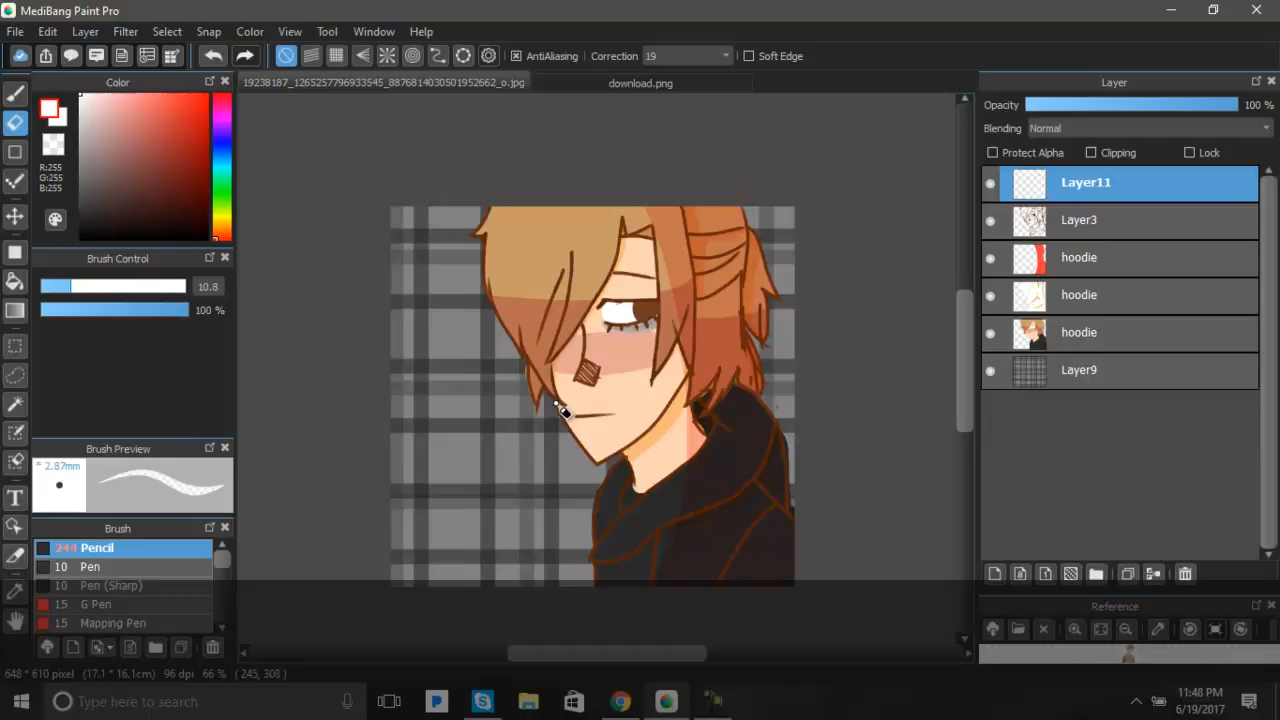 MediBang Paint Pro
File Edit Layer Filter Select Snap Color View Tool Window Help
AntiAliasing Correction 19 Soft Edge
Color
19238187_1265257796933545_8876814030501952662_o.jpg download.png
R:255
G:255
B:255
Brush Control
10.8
100 %
Brush Preview
* 2.87mm
Brush
244 Pencil
10 Pen
10 Pen (Sharp)
15 G Pen
15 Mapping Pen
Layer
Opacity 100 %
Blending Normal
Protect Alpha Clipping Lock
Layer11
Layer3
hoodie
hoodie
hoodie
Layer9
Reference
648 * 610 pixel (17.1 * 16.1cm) 96 dpi 66 % ( 245, 308 )
Type here to search
11:48 PM
6/19/2017